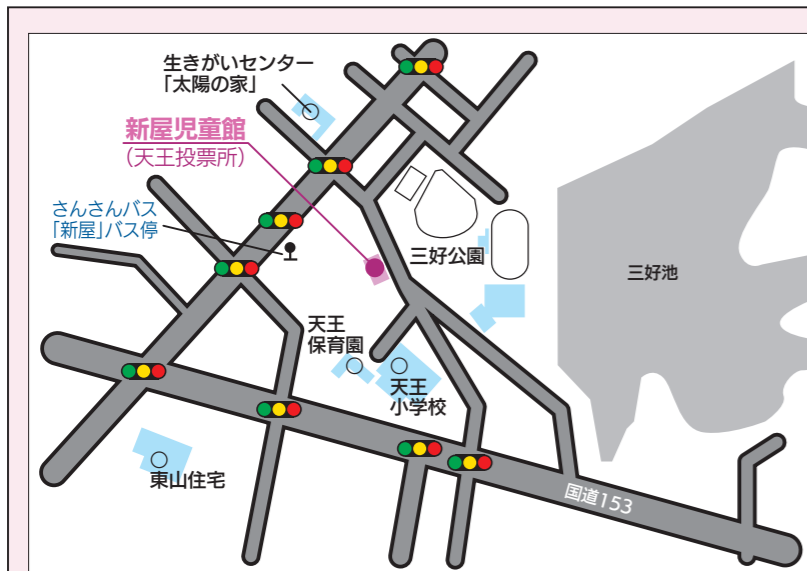 生きがいセンター
「太陽の家」
新屋児童館
(天王投票所)
さんさんバス
「新屋」バス停
三好公園
三好池
天王
保育園
天王
小学校
東山住宅
国道153